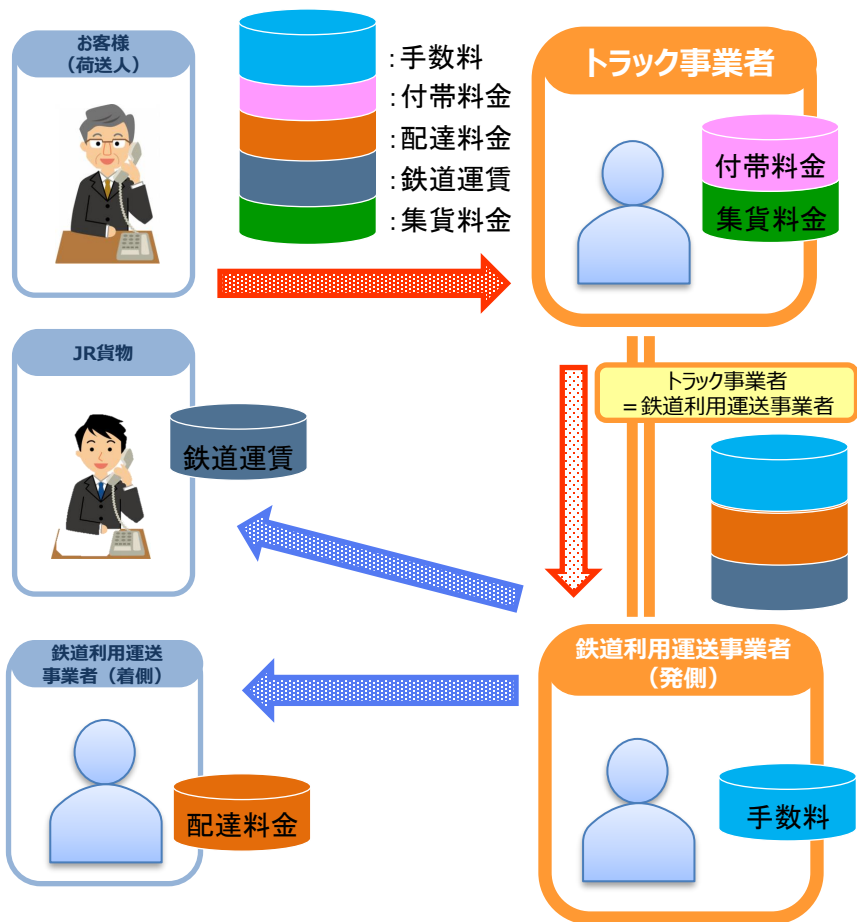 お客様
（荷送人）
：手数料
：付帯料金
：配達料金
：鉄道運賃
：集貨料金
トラック事業者
付帯料金
集貨料金
JR貨物
鉄道運賃
トラック事業者
＝鉄道利用運送事業者
鉄道利用運送
事業者（着側）
配達料金
鉄道利用運送事業者
（発側）
手数料